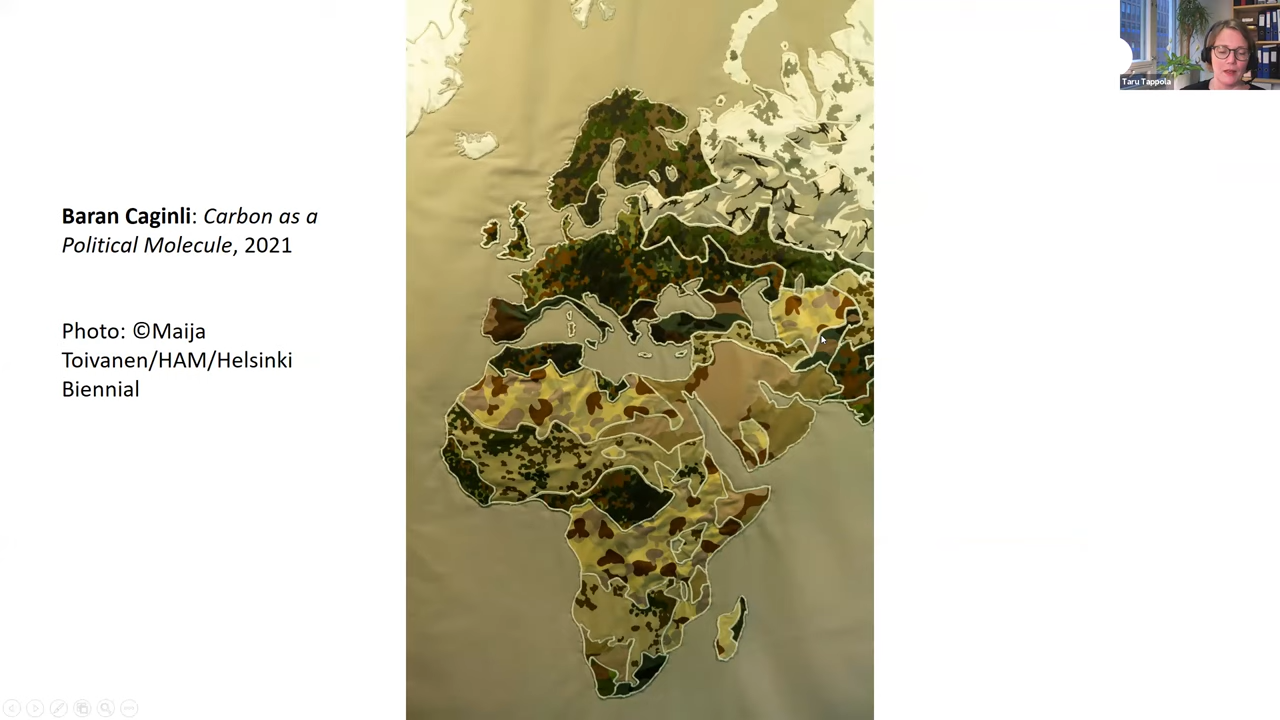 Taru Tappola
Baran Caginli: Carbon as a
Political Molecule, 2021
Photo: ©Maija
Toivanen/HAM/Helsinki
Biennial